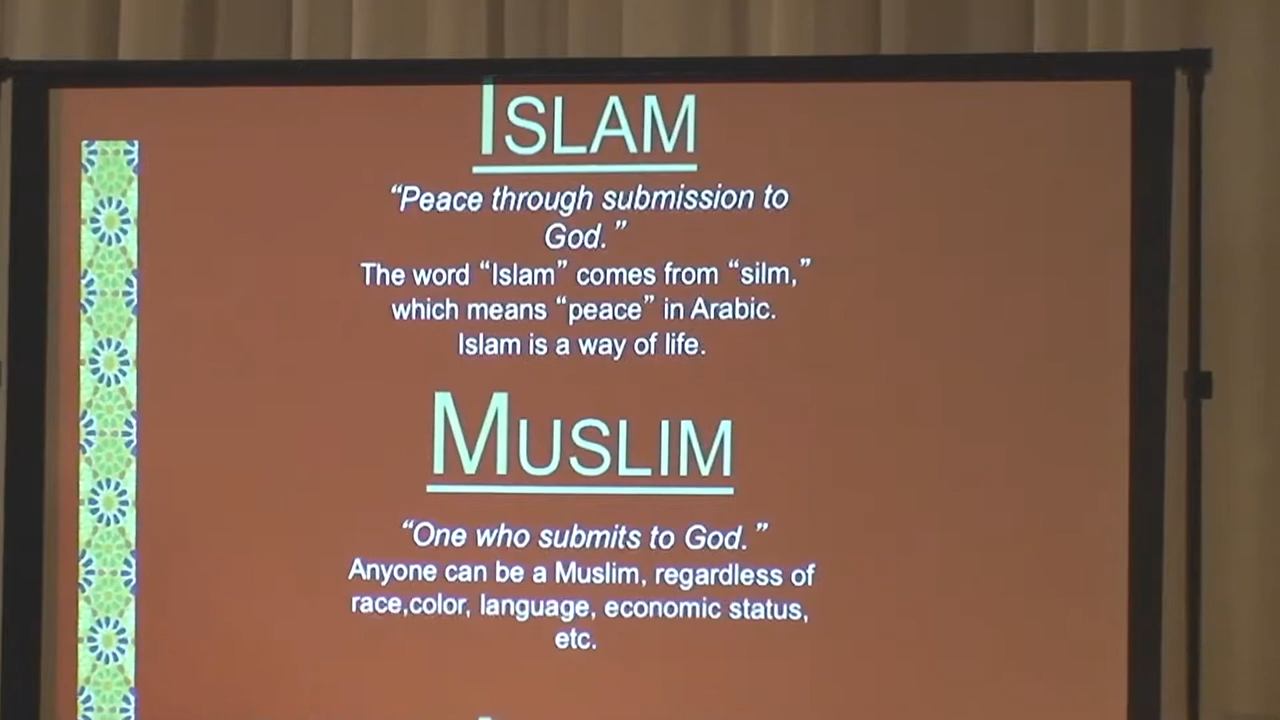 ISLAM
“Peace through submission to
God.”
The word “Islam” comes from “silm,”
which means “peace” in Arabic.
Islam is a way of life.
MUSLIM
“One who submits to God.”
Anyone can be a Muslim, regardless of
race,color, language, economic status,
etc.